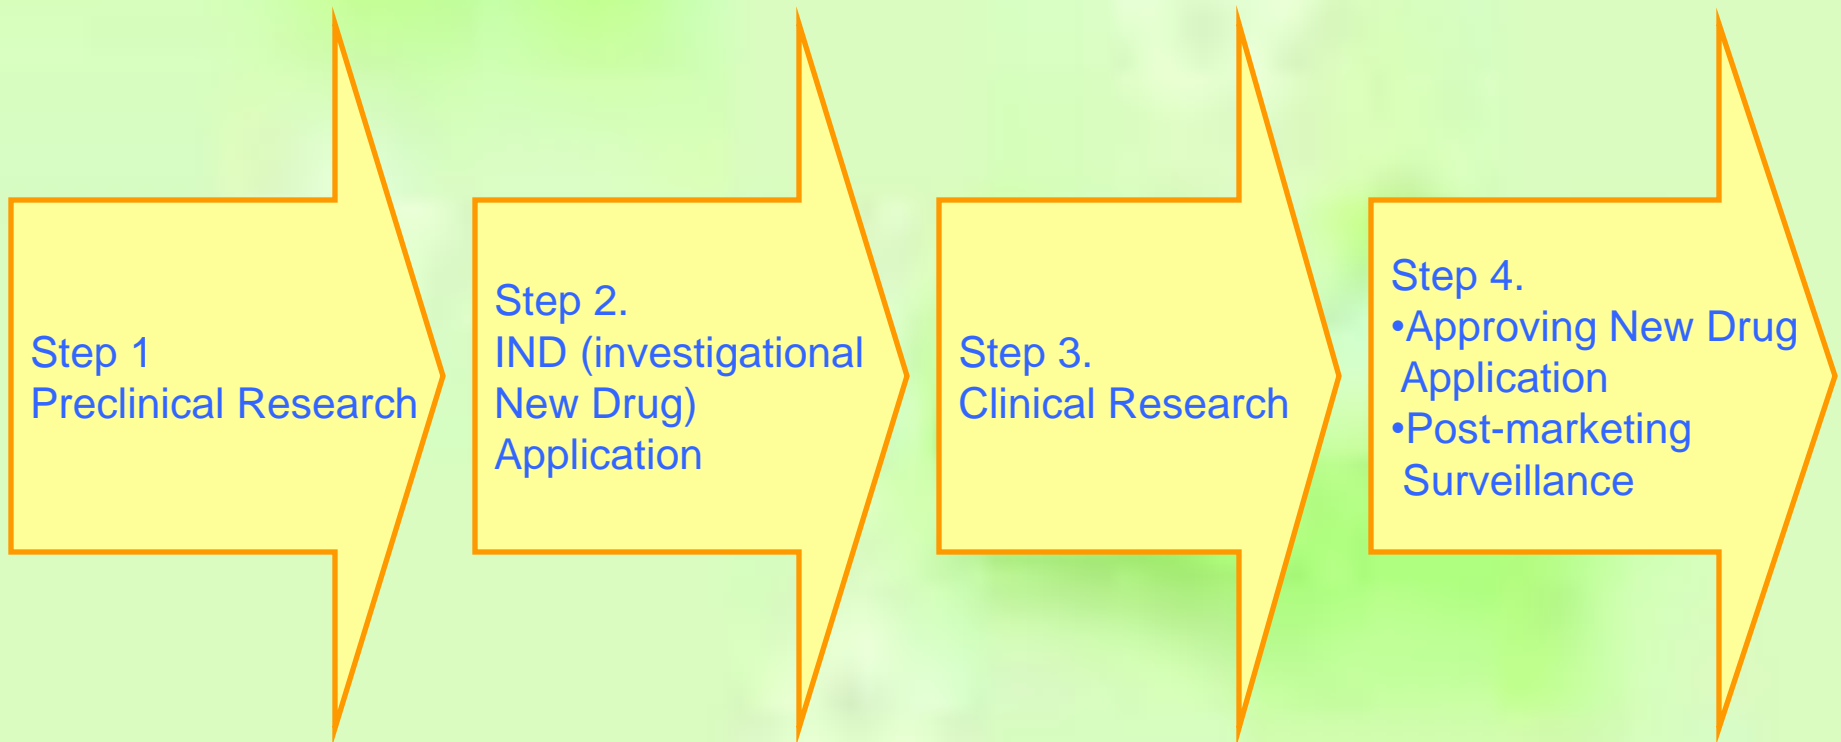 Step 1
Preclinical Research
Step 2.
IND (investigational
New Drug)
Application
Step 3.
Clinical Research
Step 4.
•Approving New Drug
Application
•Post-marketing
Surveillance